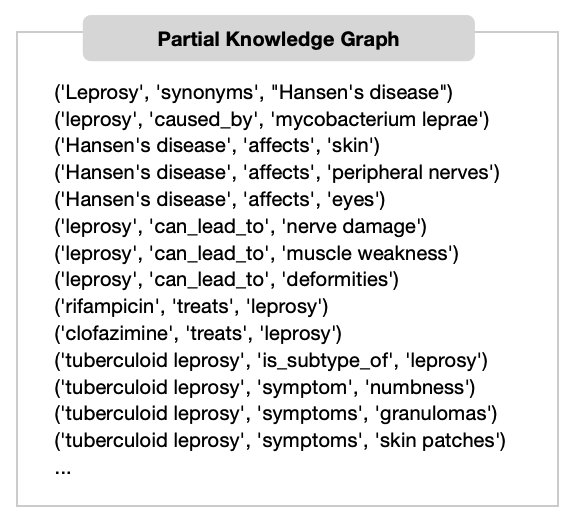 Partial Knowledge Graph
('Leprosy', 'synonyms', "Hansen's disease")
('leprosy', 'caused_by', 'mycobacterium leprae')
('Hansen's disease', 'affects', 'skin')
('Hansen's disease', 'affects', 'peripheral nerves')
('Hansen's disease', 'affects', 'eyes')
('leprosy', 'can_lead_to', 'nerve damage')
('leprosy', 'can_lead_to', 'muscle weakness')
('leprosy', 'can_lead_to', 'deformities')
('rifampicin', 'treats', 'leprosy')
('clofazimine', 'treats', 'leprosy')
('tuberculoid leprosy', 'is_subtype_of', 'leprosy')
('tuberculoid leprosy', 'symptom', 'numbness')
('tuberculoid leprosy', 'symptoms', 'granulomas')
('tuberculoid leprosy', 'symptoms', 'skin patches')
...